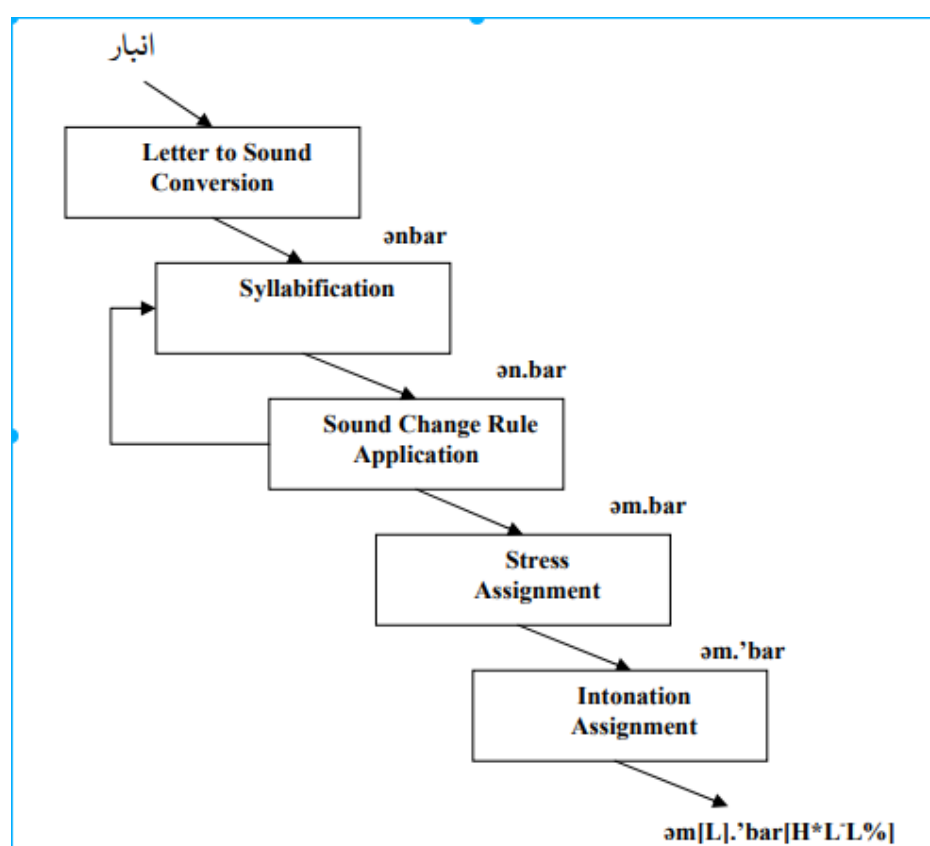 انبار
Letter to Sound
Conversion
ənbar
Syllabification
ən.bar
Sound Change Rule
Application
əm.bar
Stress
Assignment
əm.’bar
Intonation
Assignment
əm[L].’bar[H*L⁻L%]